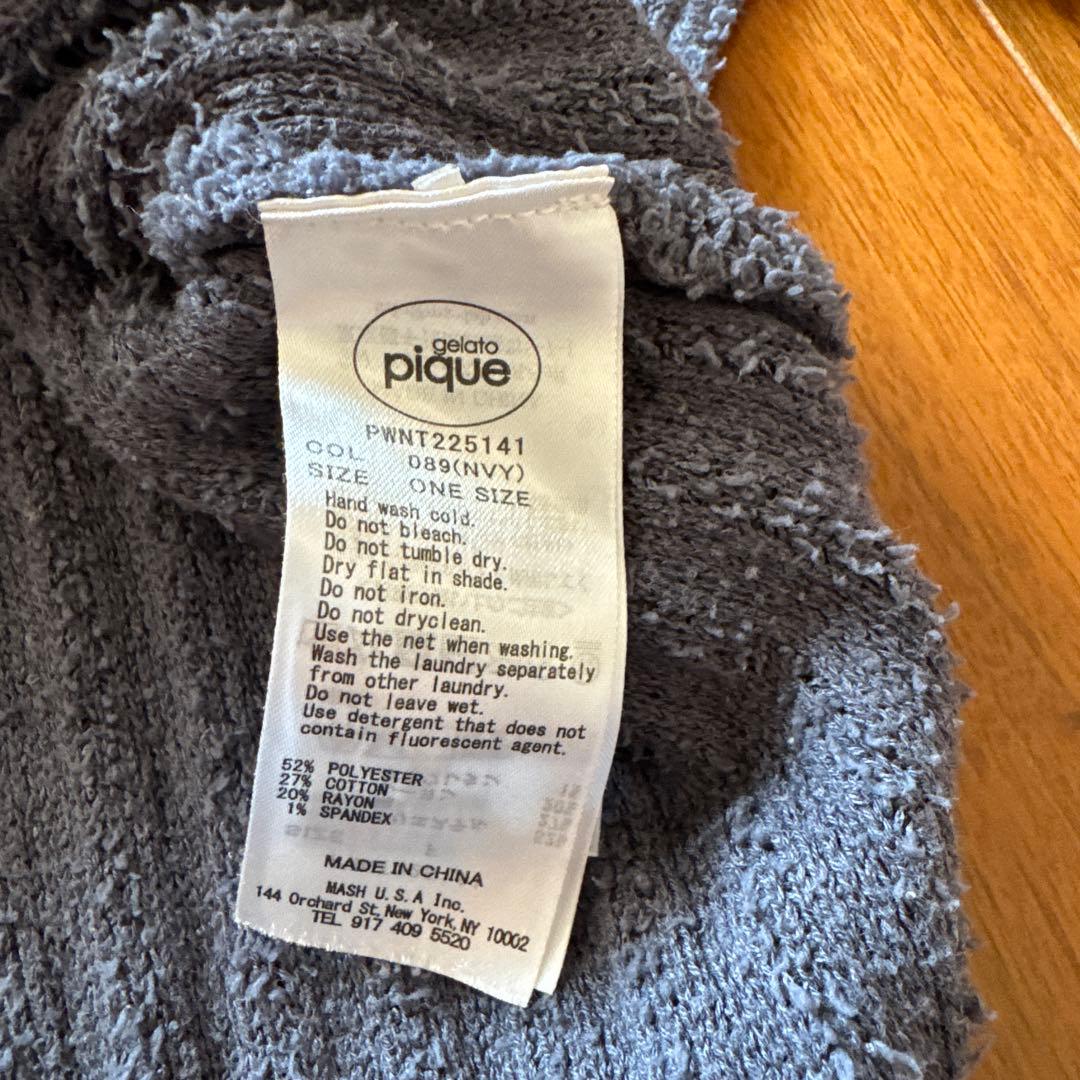 gelato
pique
PWNT225141
COL 089(NVY)
SIZE ONE SIZE
Hand wash cold.
Do not bleach.
Do not tumble dry.
Dry flat in shade.
Do not iron.
Do not dryclean.
Use the net when washing.
Wash the laundry separately
from other laundry.
Do not leave wet.
Use detergent that does not
contain fluorescent agent.
52% POLYESTER
27% COTTON
20% RAYON
1% SPANDEX
MADE IN CHINA
MASH U.S.A Inc.
144 Orchard St, New York, NY 10002
TEL 917 409 5520